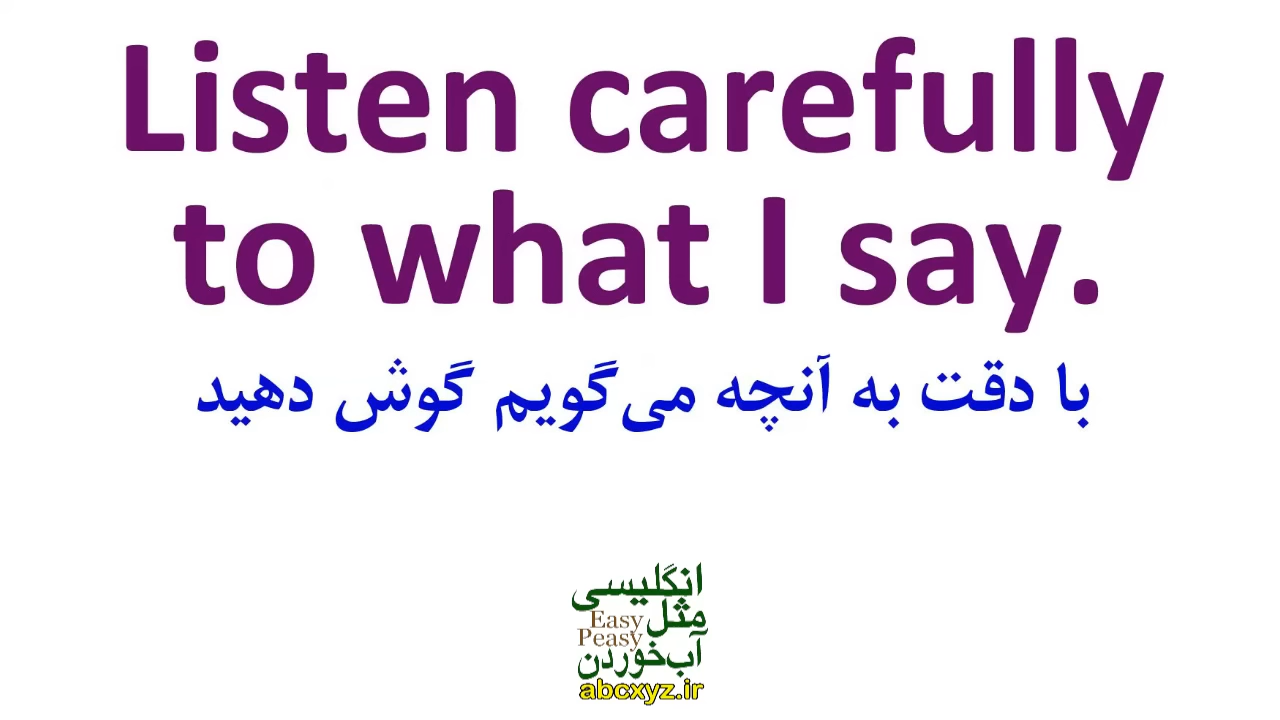 Listen carefully
to what I say.
با دقت به آنچه می‌گویم گوش دهید
انگلیسی
مثل
Easy
Peasy
آب‌خوردن
abcxyz.ir